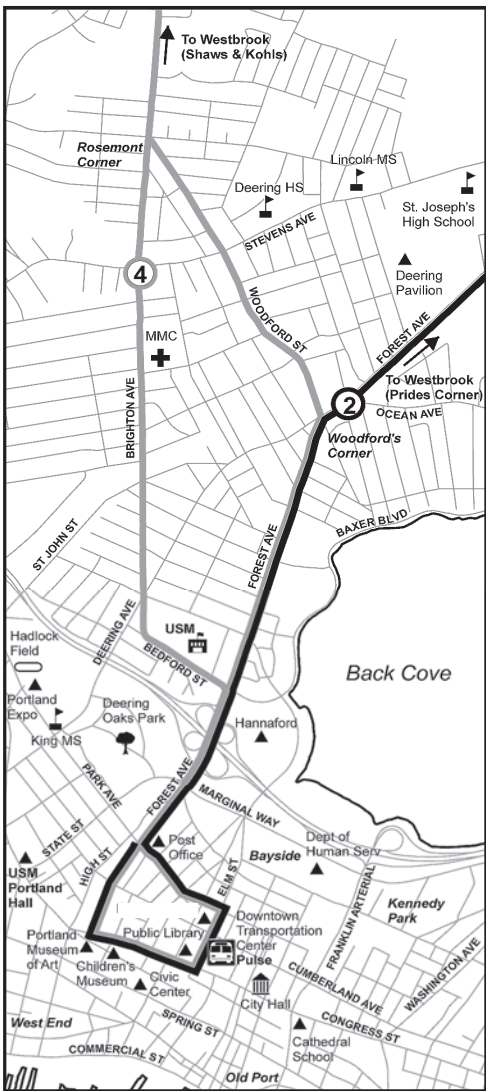 To Westbrook
(Shaws & Kohls)
Rosemont
Corner
Lincoln MS
Deering HS
St. Joseph's
High School
STEVENS AVE
4
Deering
Pavilion
WOODFORD ST
MMC
FOREST AVE
To Westbrook
(Prides Corner)
BRIGHTON AVE
2
OCEAN AVE
Woodford's
Corner
BAXER BLVD
ST JOHN ST
FOREST AVE
DEERING AVE
USM
Hadlock
Field
BEDFORD ST
Back Cove
Portland
Expo
Deering
Oaks Park
King MS
Hannaford
PARK AVE
FOREST AVE
MARGINAL WAY
STATE ST
Post
Office
Dept of
Human Serv
Bayside
HIGH ST
ELM ST
USM
Portland
Hall
FRANKLIN ARTERIAL
Kennedy
Park
Public Library
Downtown
Transportation
Center
Pulse
Portland
Museum
of Art
Children's
Museum
Civic
Center
City Hall
CUMBERLAND AVE
WASHINGTON AVE
West End
SPRING ST
CONGRESS ST
Cathedral
School
COMMERCIAL ST
Old Port